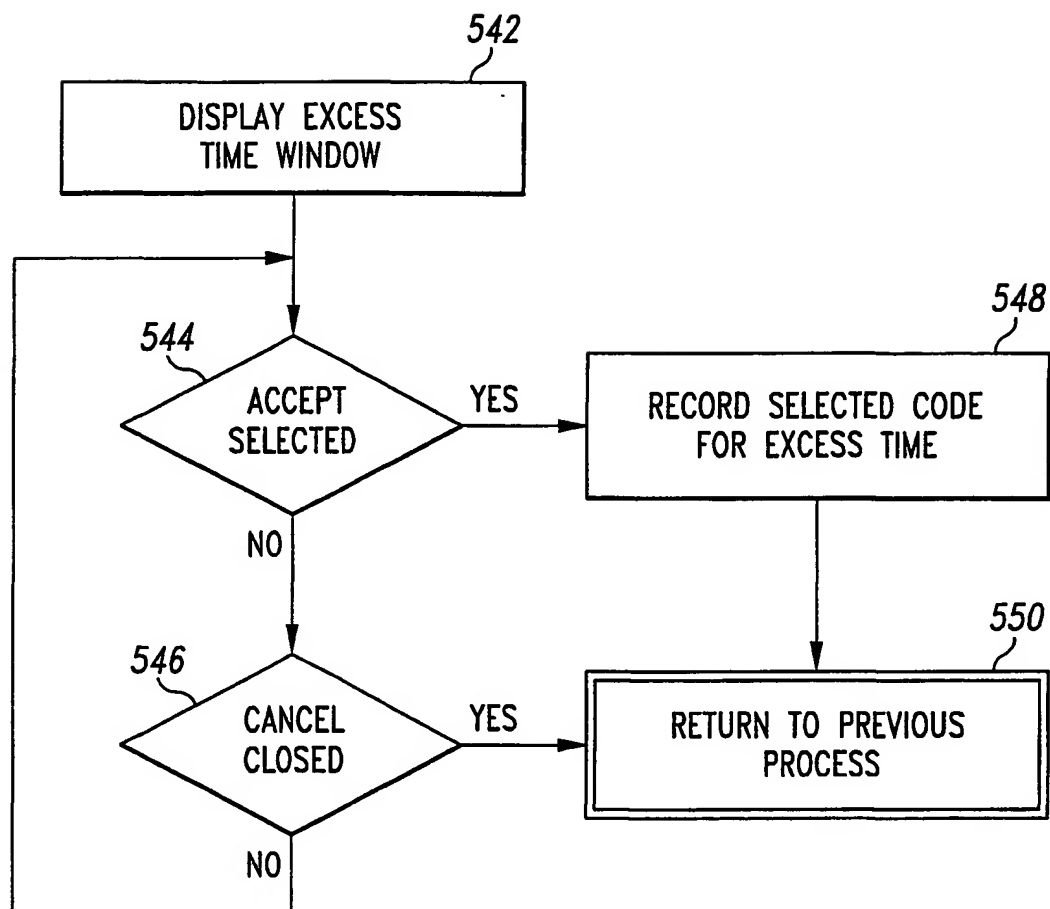 542
DISPLAY EXCESS
TIME WINDOW
544
ACCEPT
SELECTED
YES
NO
548
RECORD SELECTED CODE
FOR EXCESS TIME
546
CANCEL
CLOSED
YES
NO
550
RETURN TO PREVIOUS
PROCESS